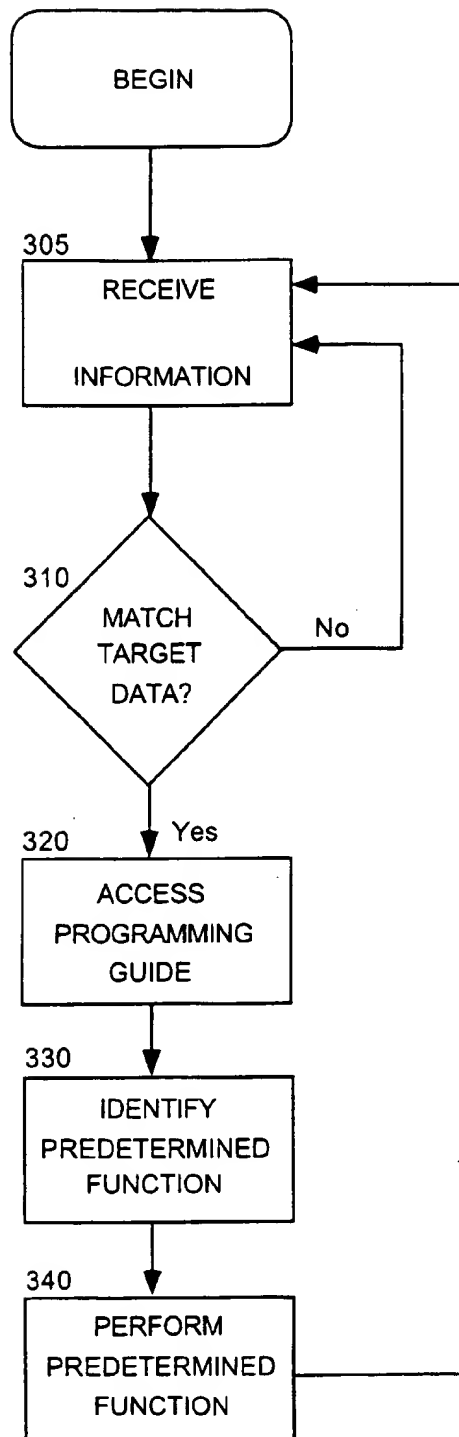 BEGIN
305
RECEIVE
INFORMATION
310
MATCH
TARGET
DATA?
No
Yes
320
ACCESS
PROGRAMMING
GUIDE
330
IDENTIFY
PREDETERMINED
FUNCTION
340
PERFORM
PREDETERMINED
FUNCTION